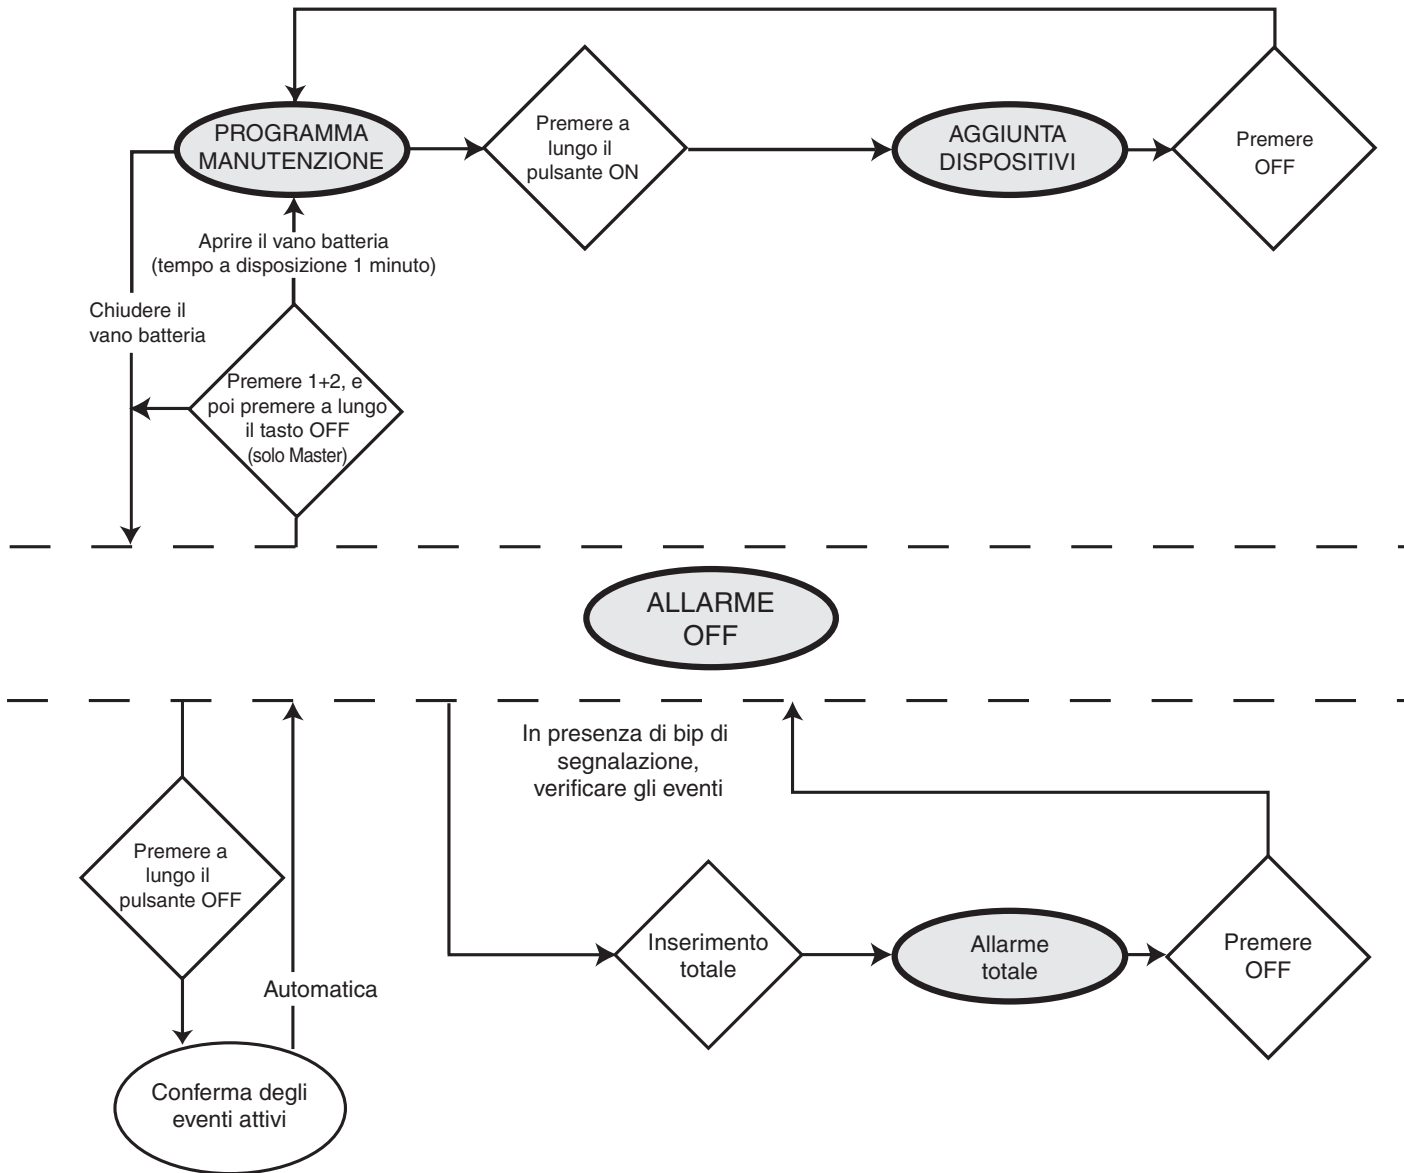 PROGRAMMA
MANUTENZIONE
Premere a
lungo il
pulsante ON
AGGIUNTA
DISPOSITIVI
Premere
OFF
Aprire il vano batteria
(tempo a disposizione 1 minuto)
Chiudere il
vano batteria
Premere 1+2, e
poi premere a lungo
il tasto OFF
(solo Master)
ALLARME
OFF
In presenza di bip di
segnalazione,
verificare gli eventi
Premere a
lungo il
pulsante OFF
Automatica
Inserimento
totale
Allarme
totale
Premere
OFF
Conferma degli
eventi attivi